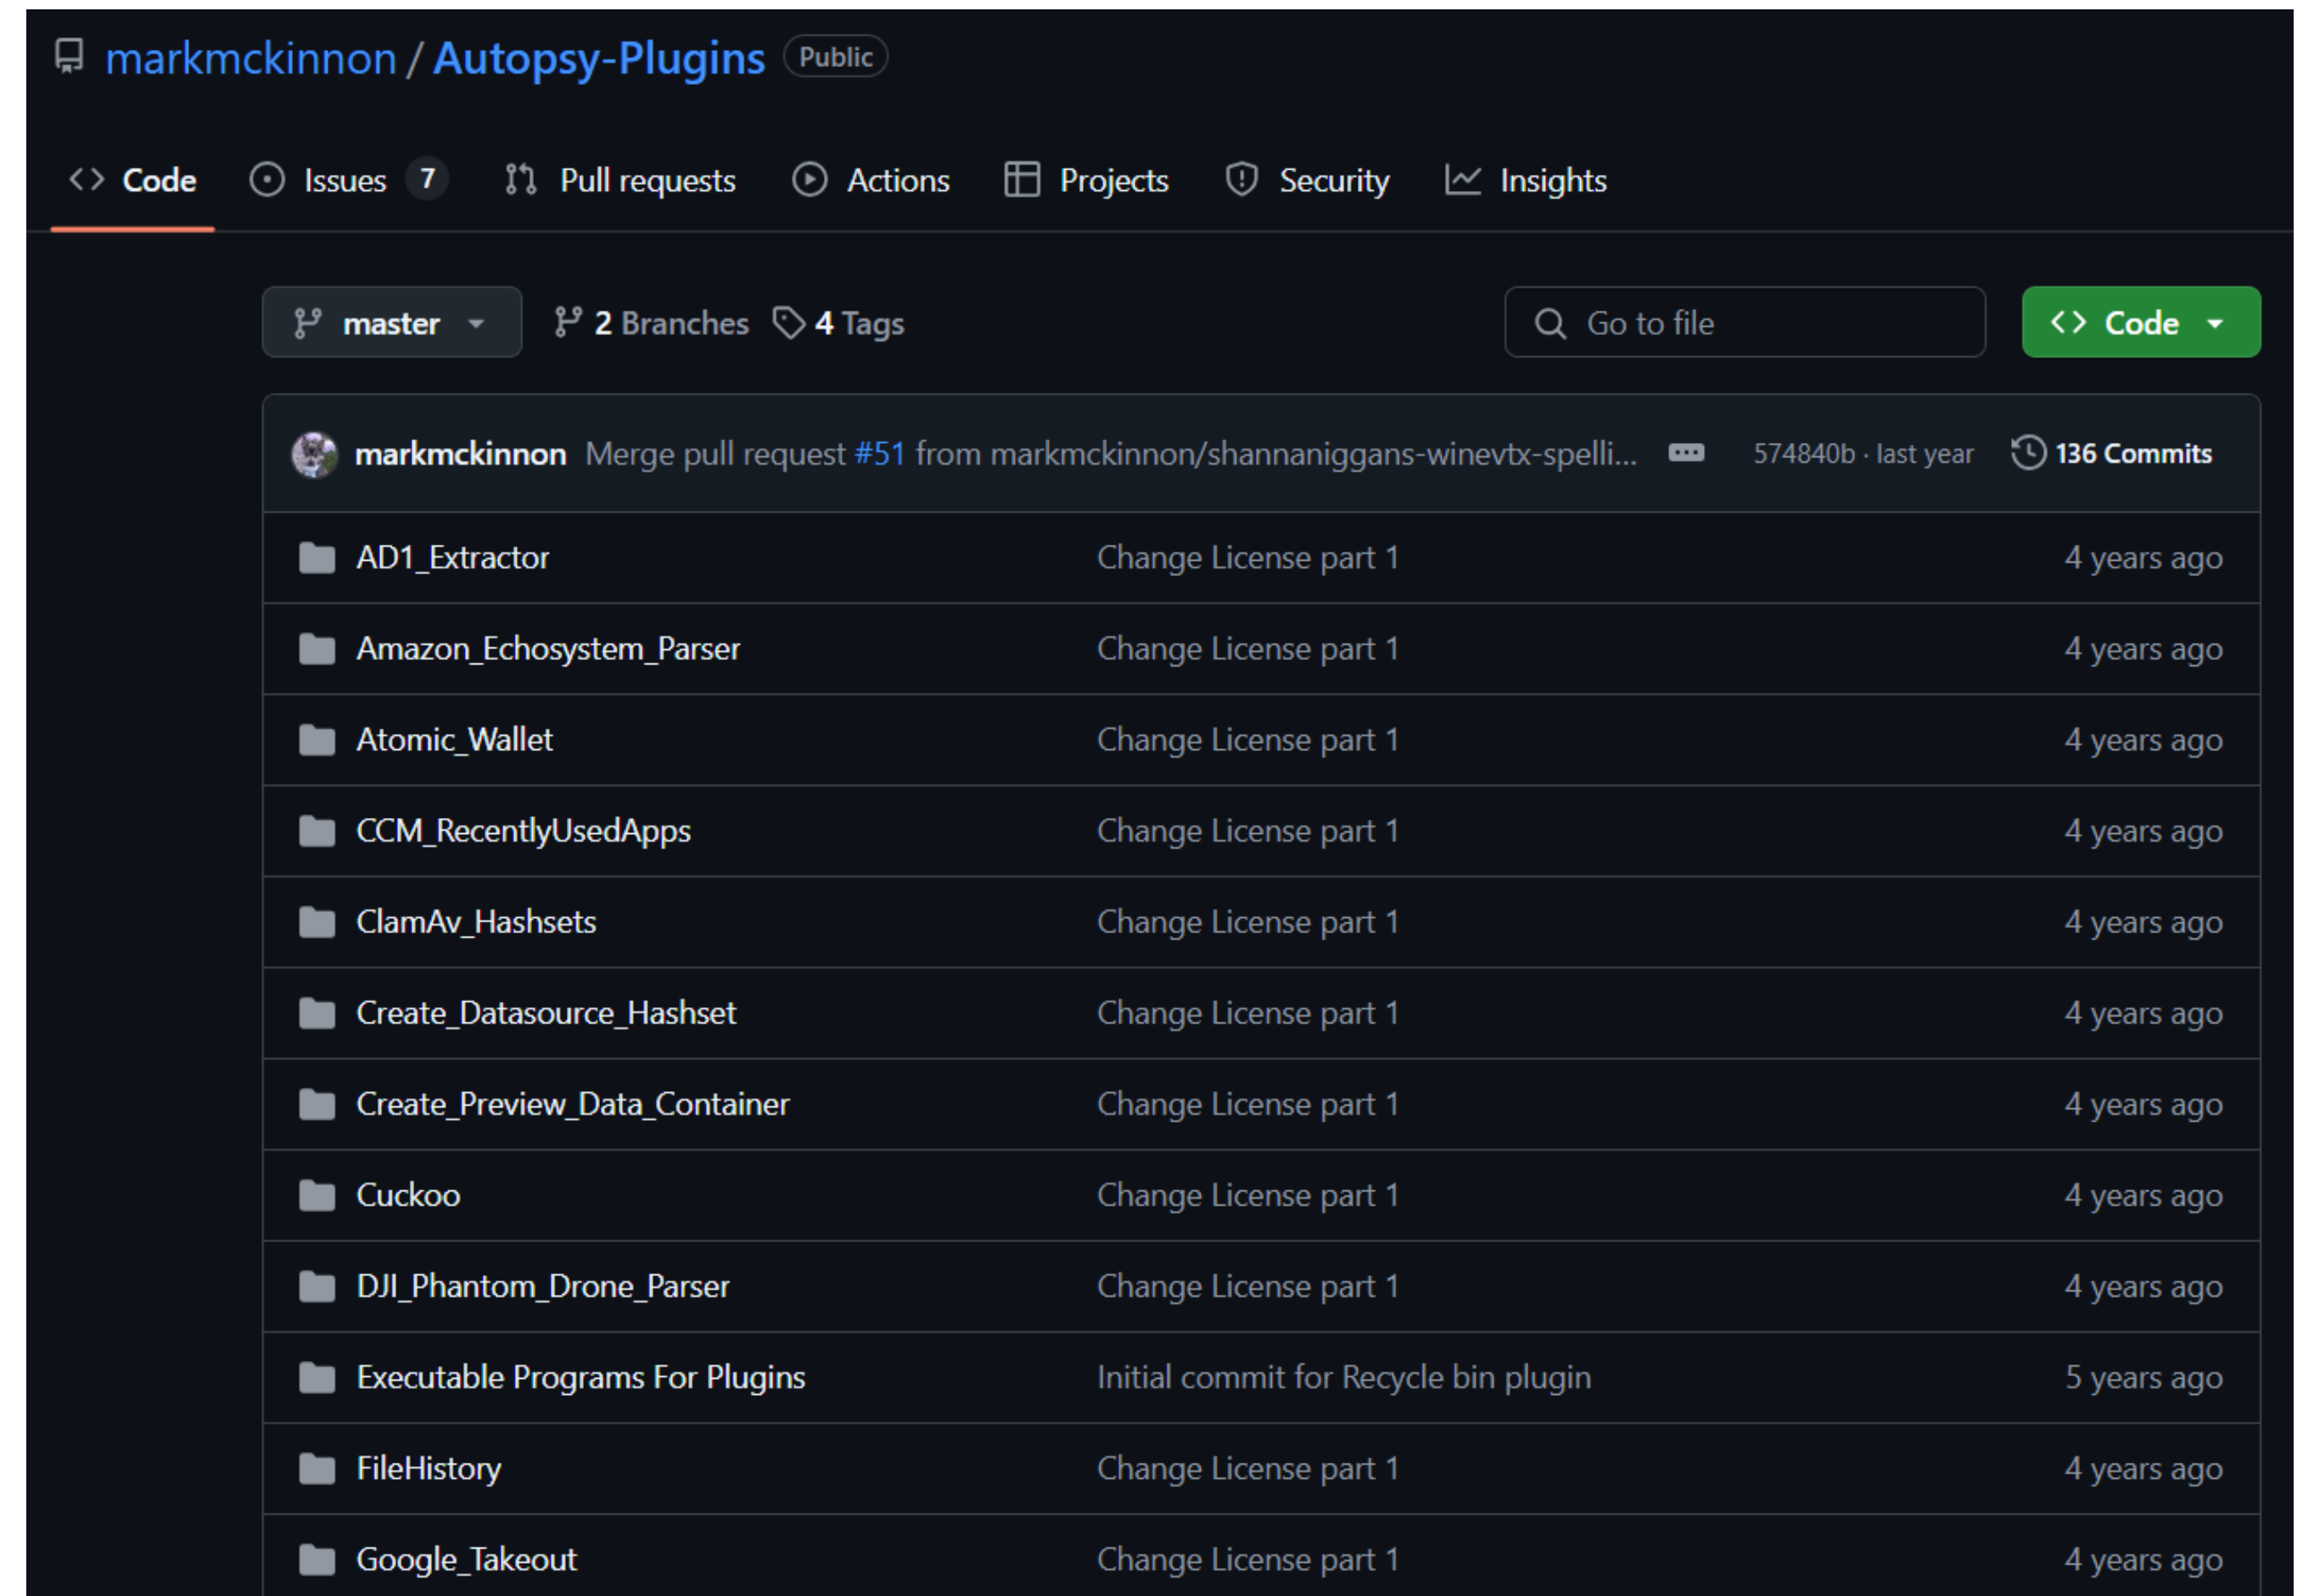 markmckinnon / Autopsy-Plugins Public
Code Issues 7 Pull requests Actions Projects Security Insights
master 2 Branches 4 Tags Go to file Code
markmckinnon Merge pull request #51 from markmckinnon/shannaniggans-winevtx-spelli... 574840b · last year 136 Commits
AD1_Extractor Change License part 1 4 years ago
Amazon_Echosystem_Parser Change License part 1 4 years ago
Atomic_Wallet Change License part 1 4 years ago
CCM_RecentlyUsedApps Change License part 1 4 years ago
ClamAv_Hashsets Change License part 1 4 years ago
Create_Datasource_Hashset Change License part 1 4 years ago
Create_Preview_Data_Container Change License part 1 4 years ago
Cuckoo Change License part 1 4 years ago
DJI_Phantom_Drone_Parser Change License part 1 4 years ago
Executable Programs For Plugins Initial commit for Recycle bin plugin 5 years ago
FileHistory Change License part 1 4 years ago
Google_Takeout Change License part 1 4 years ago